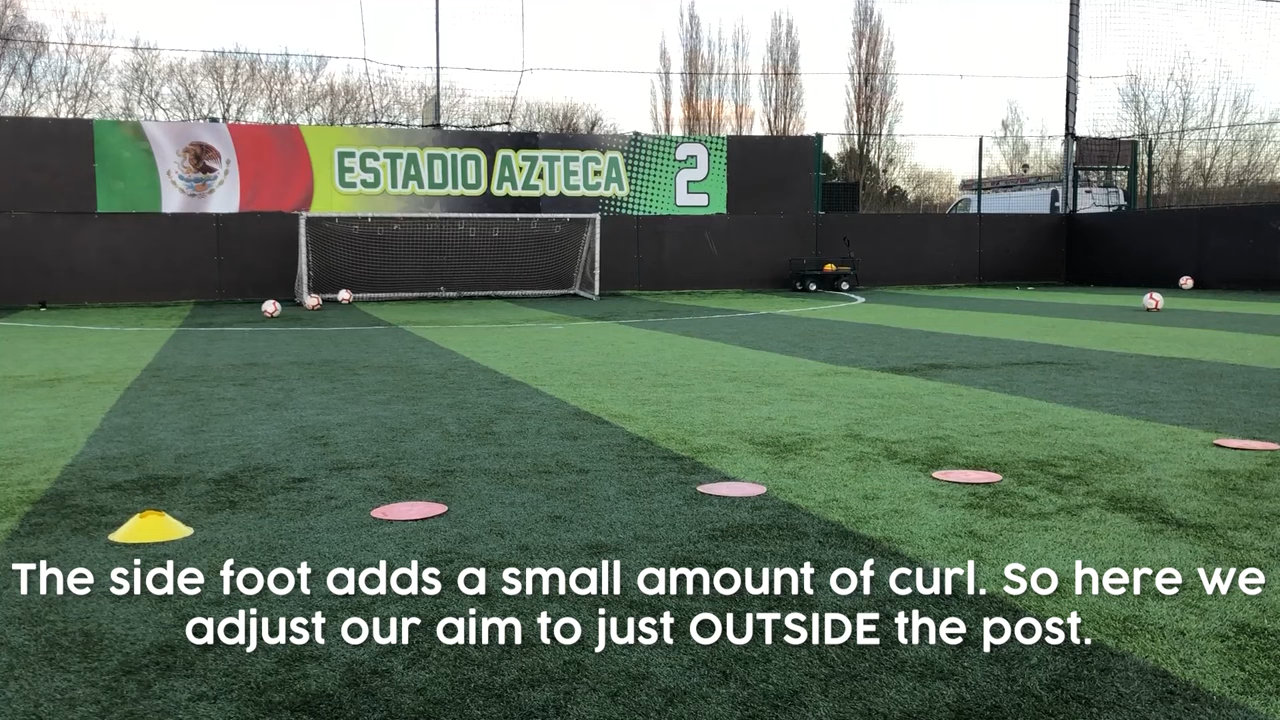 ESTADIO AZTECA 2
The side foot adds a small amount of curl. So here we
adjust our aim to just OUTSIDE the post.